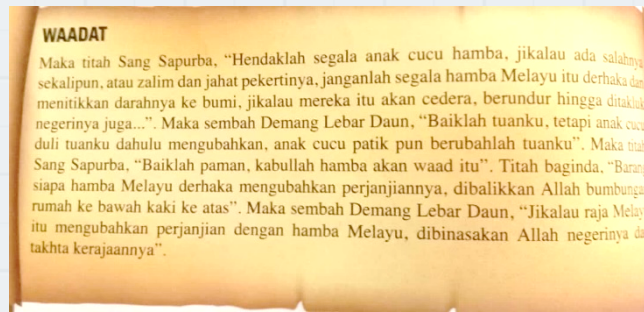 WAADAT
Maka titah Sang Sapurba, “Hendaklah segala anak cucu hamba, jikalau ada salahnya
sekalipun, atau zalim dan jahat pekertinya, janganlah segala hamba Melayu itu derhaka dan
menitikkan darahnya ke bumi, jikalau mereka itu akan cedera, berundur hingga ditakluk
negerinya juga...”. Maka sembah Demang Lebar Daun, “Baiklah tuanku, tetapi anak cucu
duli tuanku dahulu mengubahkan, anak cucu patik pun berubahlah tuanku”. Maka titah
Sang Sapurba, “Baiklah paman, kabullah hamba akan waad itu”. Titah baginda, “Barang
siapa hamba Melayu derhaka mengubahkan perjanjiannya, dibalikkan Allah bumbunga
rumah ke bawah kaki ke atas”. Maka sembah Demang Lebar Daun, “Jikalau raja Melay
itu mengubahkan perjanjian dengan hamba Melayu, dibinasakan Allah negerinya da
takhta kerajaannya”.